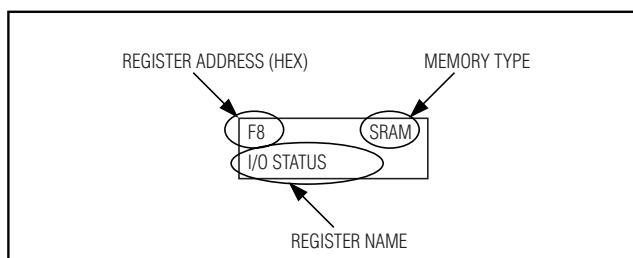 REGISTER ADDRESS (HEX) MEMORY TYPE
F8 SRAM
I/O STATUS
REGISTER NAME